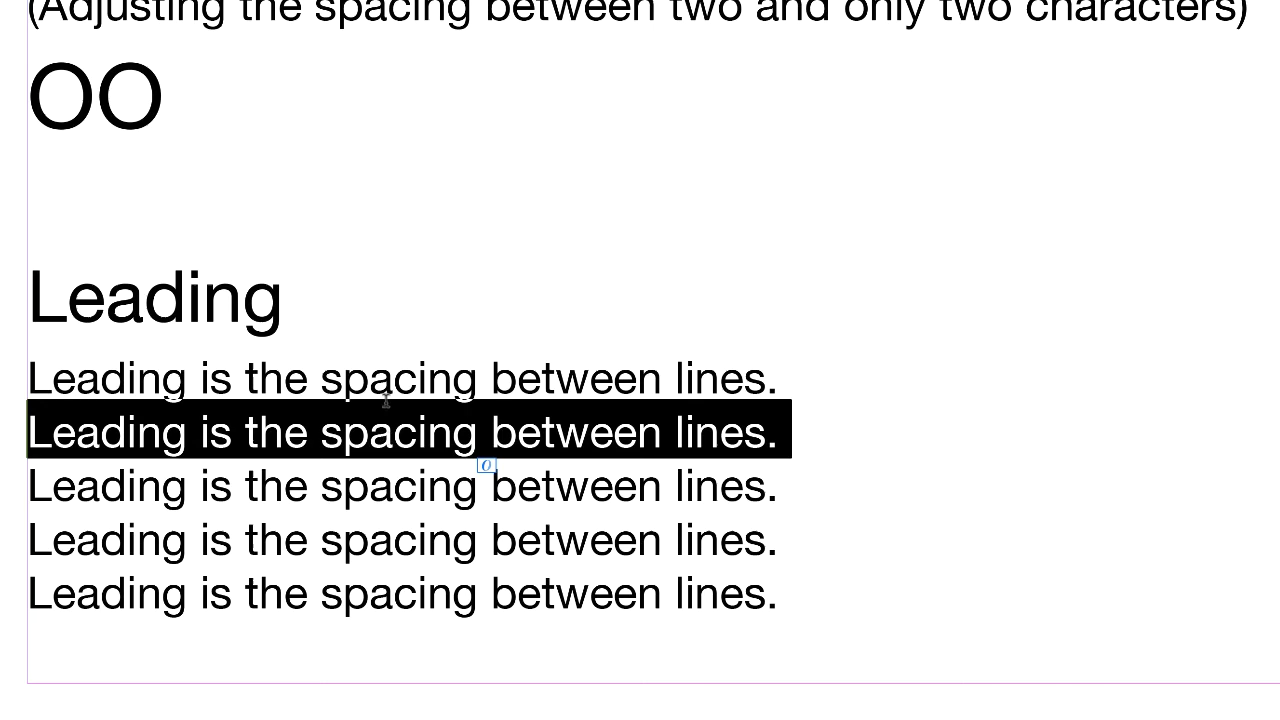 (Adjusting the spacing between two and only two characters)
OO
Leading
Leading is the spacing between lines.
Leading is the spacing between lines.
Leading is the spacing between lines.
Leading is the spacing between lines.
Leading is the spacing between lines.